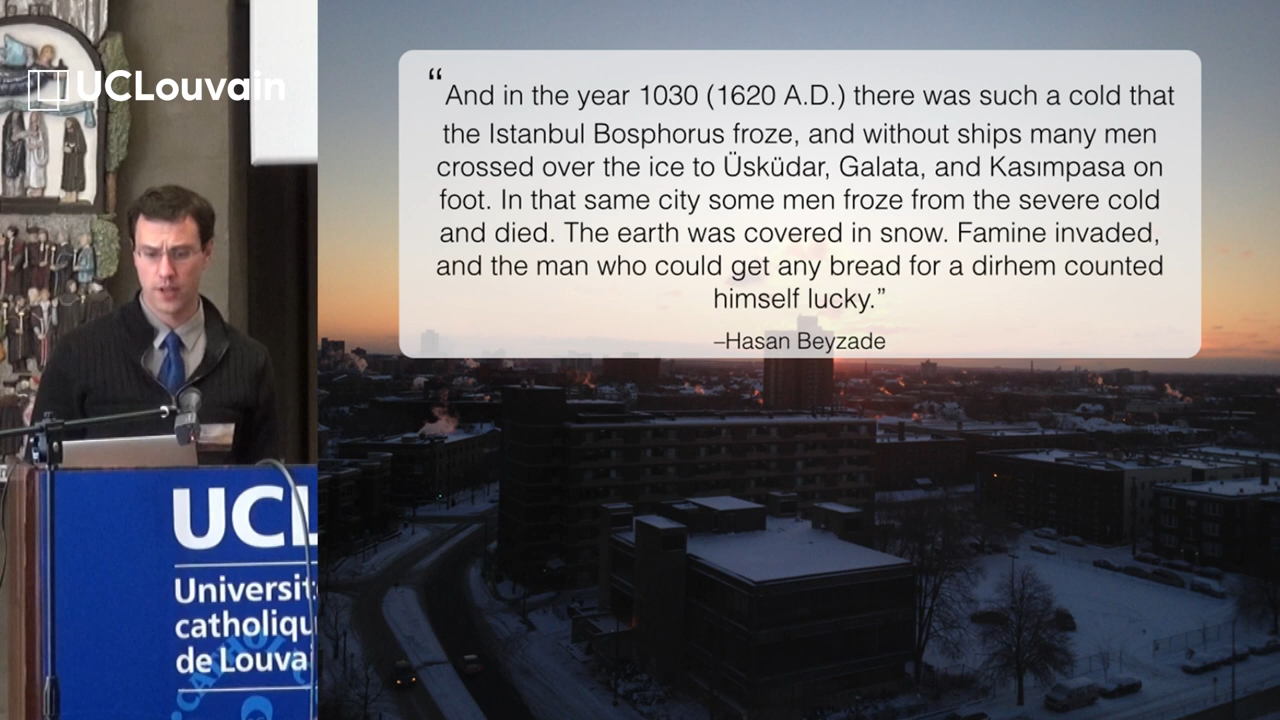 UCLouvain
“And in the year 1030 (1620 A.D.) there was such a cold that
the Istanbul Bosphorus froze, and without ships many men
crossed over the ice to Üsküdar, Galata, and Kasımpasa on
foot. In that same city some men froze from the severe cold
and died. The earth was covered in snow. Famine invaded,
and the man who could get any bread for a dirhem counted
himself lucky.”
–Hasan Beyzade
UCL
Universit
catholiqu
de Louvai